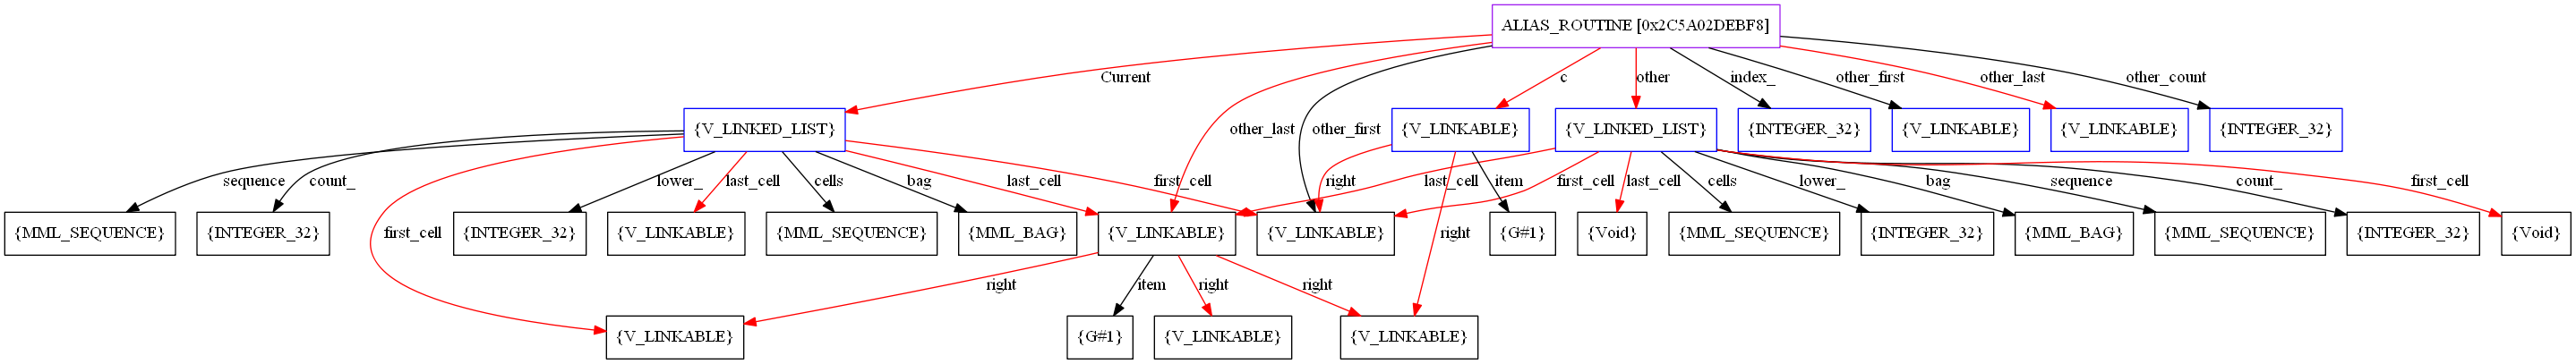 ALIAS_ROUTINE [0x2C5A02DEBF8]
Current
c
other
index_
other_first
other_last
other_count
{V_LINKED_LIST}
other_last
other_first
{V_LINKABLE}
{V_LINKED_LIST}
{INTEGER_32}
{V_LINKABLE}
{V_LINKABLE}
{INTEGER_32}
sequence
count_
lower_
last_cell
cells
bag
last_cell
first_cell
right
last_cell
item
first_cell
last_cell
cells
lower_
bag
sequence
count_
first_cell
first_cell
right
{MML_SEQUENCE}
{INTEGER_32}
{INTEGER_32}
{V_LINKABLE}
{MML_SEQUENCE}
{MML_BAG}
{V_LINKABLE}
{V_LINKABLE}
{G#1}
{Void}
{MML_SEQUENCE}
{INTEGER_32}
{MML_BAG}
{MML_SEQUENCE}
{INTEGER_32}
{Void}
right
item
right
right
{V_LINKABLE}
{G#1}
{V_LINKABLE}
{V_LINKABLE}